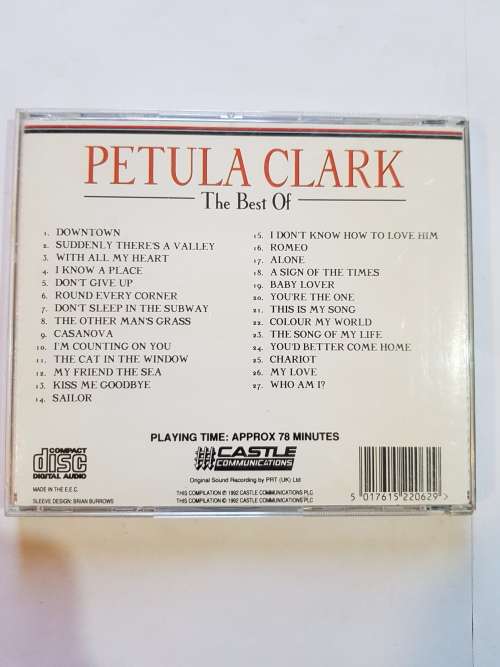 PETULA CLARK
The Best Of
1. DOWNTOWN
2. SUDDENLY THERE'S A VALLEY
3. WITH ALL MY HEART
4. I KNOW A PLACE
5. DON'T GIVE UP
6. ROUND EVERY CORNER
7. DON'T SLEEP IN THE SUBWAY
8. THE OTHER MAN'S GRASS
9. CASANOVA
10. I'M COUNTING ON YOU
11. THE CAT IN THE WINDOW
12. MY FRIEND THE SEA
13. KISS ME GOODBYE
14. SAILOR
15. I DON'T KNOW HOW TO LOVE HIM
16. ROMEO
17. ALONE
18. A SIGN OF THE TIMES
19. BABY LOVER
20. YOU'RE THE ONE
21. THIS IS MY SONG
22. COLOUR MY WORLD
23. THE SONG OF MY LIFE
24. YOU'D BETTER COME HOME
25. CHARIOT
26. MY LOVE
27. WHO AM I?
PLAYING TIME: APPROX 78 MINUTES
COMPACT
disc
DIGITAL AUDIO
CASTLE
COMMUNICATIONS
Original Sound Recording by PRT (UK) Ltd
MADE IN THE E.E.C.
SLEEVE DESIGN: BRIAN BURROWS
THIS COMPILATION ℗ 1992 CASTLE COMMUNICATIONS PLC
THIS COMPILATION © 1992 CASTLE COMMUNICATIONS PLC
5 017615 220629 >